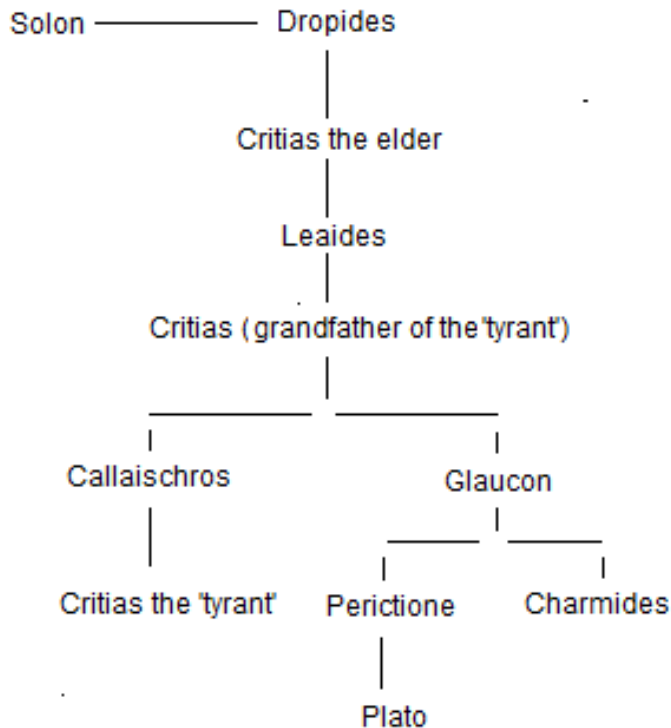 Solon Dropides
Critias the elder
Leaides
Critias ( grandfather of the 'tyrant')
Callaischros Glaucon
Critias the 'tyrant' Perictione Charmides
Plato